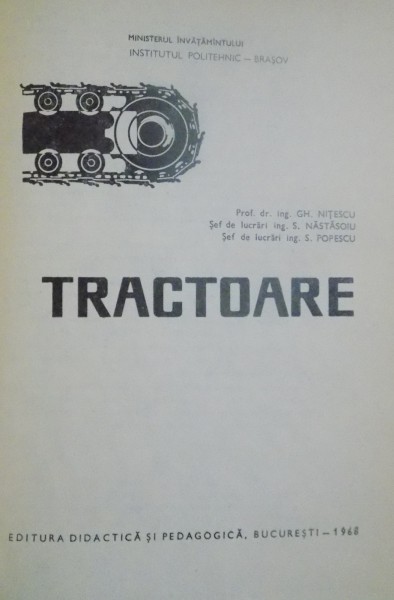 MINISTERUL ÎNVĂȚĂMÎNTULUI
INSTITUTUL POLITEHNIC – BRAȘOV
Prof. dr. ing. GH. NIȚESCU
Șef de lucrări ing. S. NĂSTĂSOIU
Șef de lucrări ing. S. POPESCU
TRACTOARE
EDITURA DIDACTICĂ ȘI PEDAGOGICĂ, BUCUREȘTI – 1968